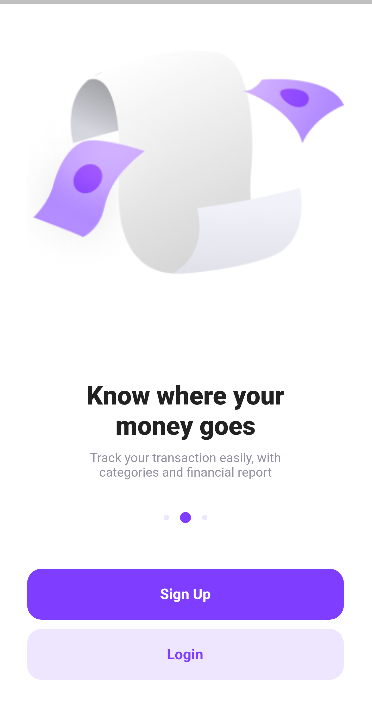 Know where your
money goes
Track your transaction easily, with
categories and financial report
Sign Up
Login